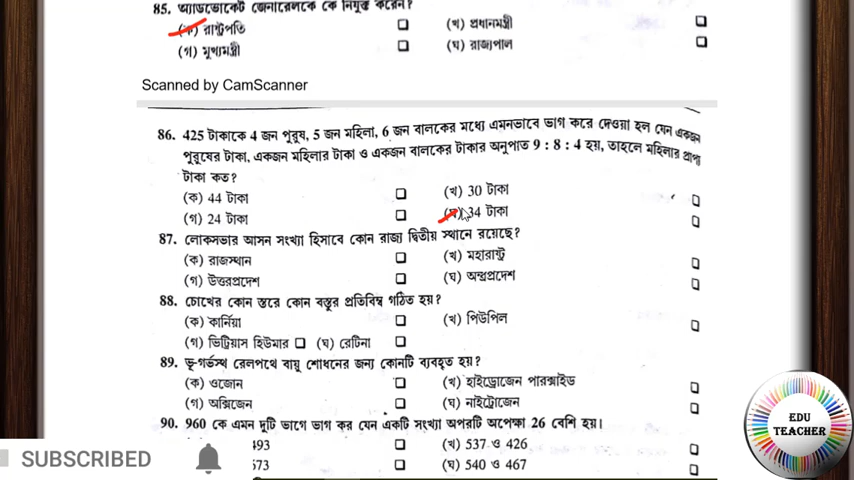 85. অ্যাডভোকেট জেনারেলকে কে নিযুক্ত করেন?
(ক) রাষ্ট্রপতি (খ) প্রধানমন্ত্রী
(গ) মুখ্যমন্ত্রী (ঘ) রাজ্যপাল
Scanned by CamScanner
86. 425 টাকাকে 4 জন পুরুষ, 5 জন মহিলা, 6 জন বালকের মধ্যে এমনভাবে ভাগ করে দেওয়া হল যেন একজন
পুরুষের টাকা, একজন মহিলার টাকা ও একজন বালকের টাকার অনুপাত 9 : 8 : 4 হয়, তাহলে মহিলার প্রাপ্য
টাকা কত?
(ক) 44 টাকা (খ) 30 টাকা
(গ) 24 টাকা (ঘ) 34 টাকা
87. লোকসভার আসন সংখ্যা হিসাবে কোন রাজ্য দ্বিতীয় স্থানে রয়েছে?
(ক) রাজস্থান (খ) মহারাষ্ট্র
(গ) উত্তরপ্রদেশ (ঘ) অন্ধ্রপ্রদেশ
88. চোখের কোন স্তরে কোন বস্তুর প্রতিবিম্ব গঠিত হয়?
(ক) কার্নিয়া (খ) পিউপিল
(গ) ভিট্রিয়াস হিউমার (ঘ) রেটিনা
89. ভূ-গর্ভস্থ রেলপথে বায়ু শোধনের জন্য কোনটি ব্যবহৃত হয়?
(ক) ওজোন (খ) হাইড্রোজেন পারক্সাইড
(গ) অক্সিজেন (ঘ) নাইট্রোজেন
90. 960 কে এমন দুটি ভাগে ভাগ কর যেন একটি সংখ্যা অপরটি অপেক্ষা 26 বেশি হয়।
493 (খ) 537 ও 426
573 (ঘ) 540 ও 467
SUBSCRIBED
EDU
TEACHER